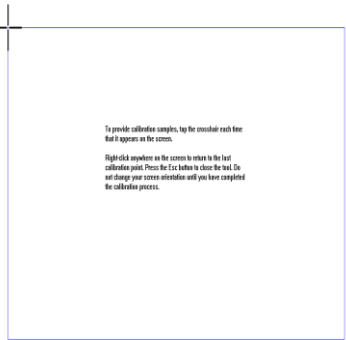 To provide calibration samples, tap the crosshair each time
that it appears on the screen.
Right-click anywhere on the screen to return to the last
calibration point. Press the Esc button to close the tool. Do
not change your screen orientation until you have completed
the calibration process.